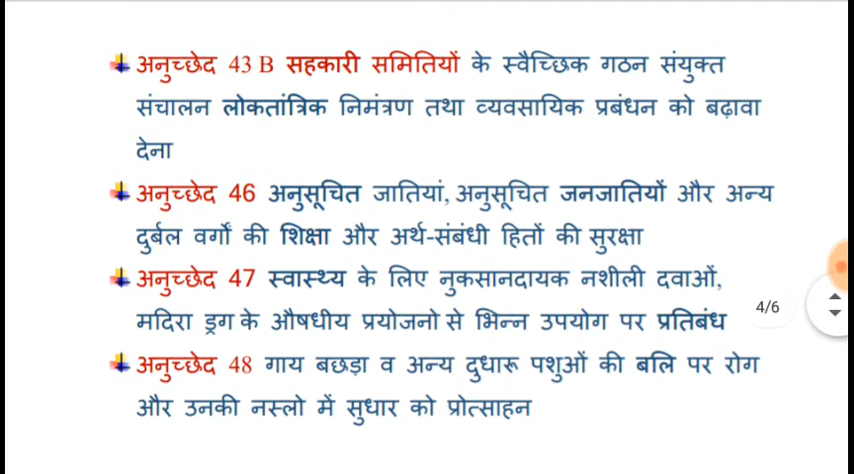 अनुच्छेद 43 B सहकारी समितियों के स्वैच्छिक गठन संयुक्त
संचालन लोकतांत्रिक निमंत्रण तथा व्यवसायिक प्रबंधन को बढ़ावा
देना
अनुच्छेद 46 अनुसूचित जातियां, अनुसूचित जनजातियों और अन्य
दुर्बल वर्गो की शिक्षा और अर्थ-संबंधी हितों की सुरक्षा
अनुच्छेद 47 स्वास्थ्य के लिए नुकसानदायक नशीली दवाओं,
मदिरा ड्रग के औषधीय प्रयोजनो से भिन्न उपयोग पर प्रतिबंध
4/6
अनुच्छेद 48 गाय बछड़ा व अन्य दुधारू पशुओं की बलि पर रोग
और उनकी नस्लो में सुधार को प्रोत्साहन